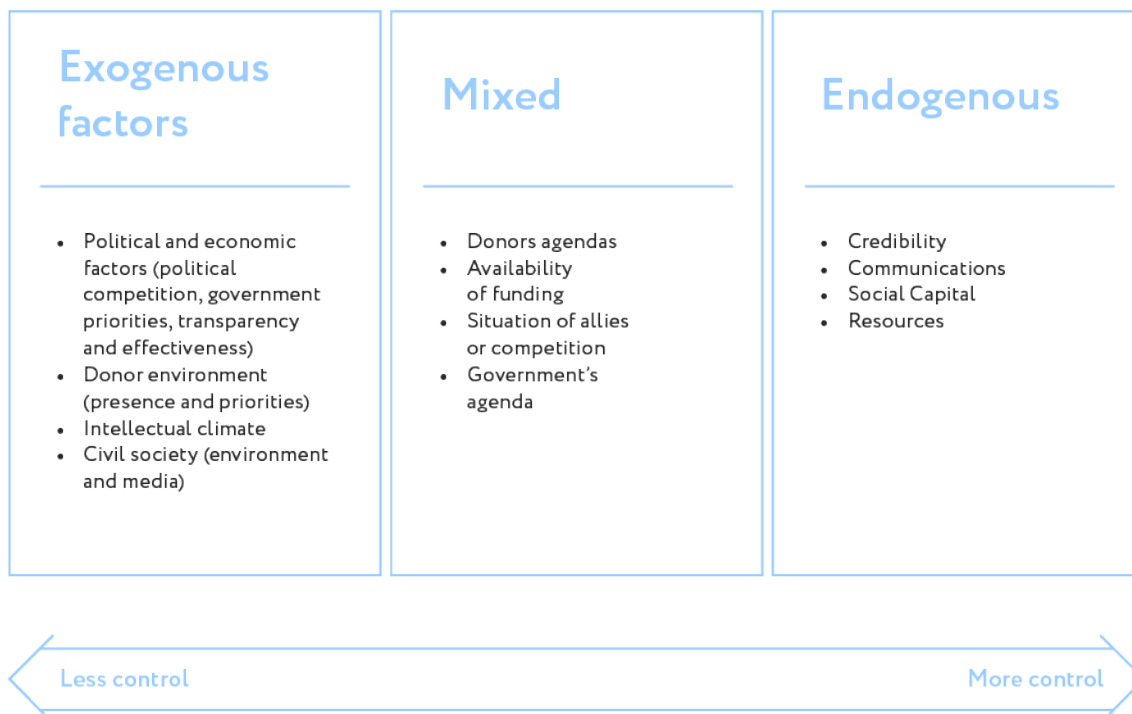 Exogenous
factors
• Political and economic
factors (political
competition, government
priorities, transparency
and effectiveness)
• Donor environment
(presence and priorities)
• Intellectual climate
• Civil society (environment
and media)
Mixed
• Donors agendas
• Availability
of funding
• Situation of allies
or competition
• Government’s
agenda
Endogenous
• Credibility
• Communications
• Social Capital
• Resources
Less control
More control